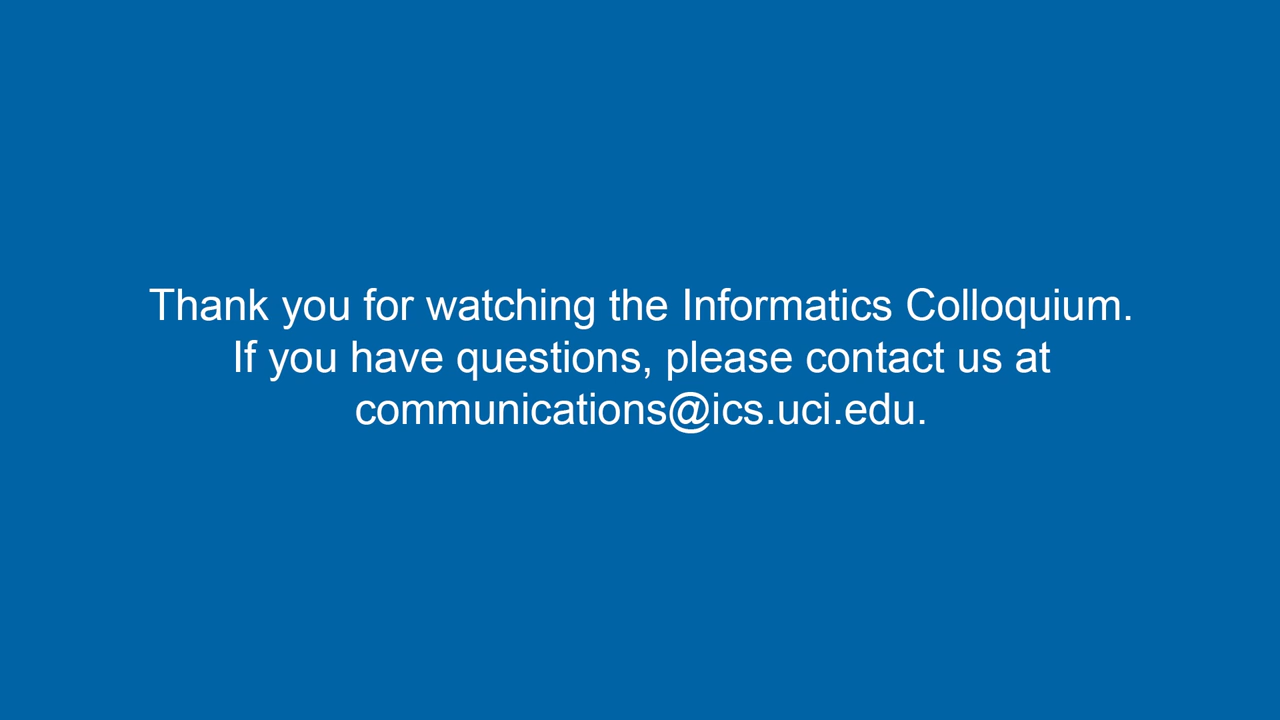 Thank you for watching the Informatics Colloquium.
If you have questions, please contact us at
communications@ics.uci.edu.